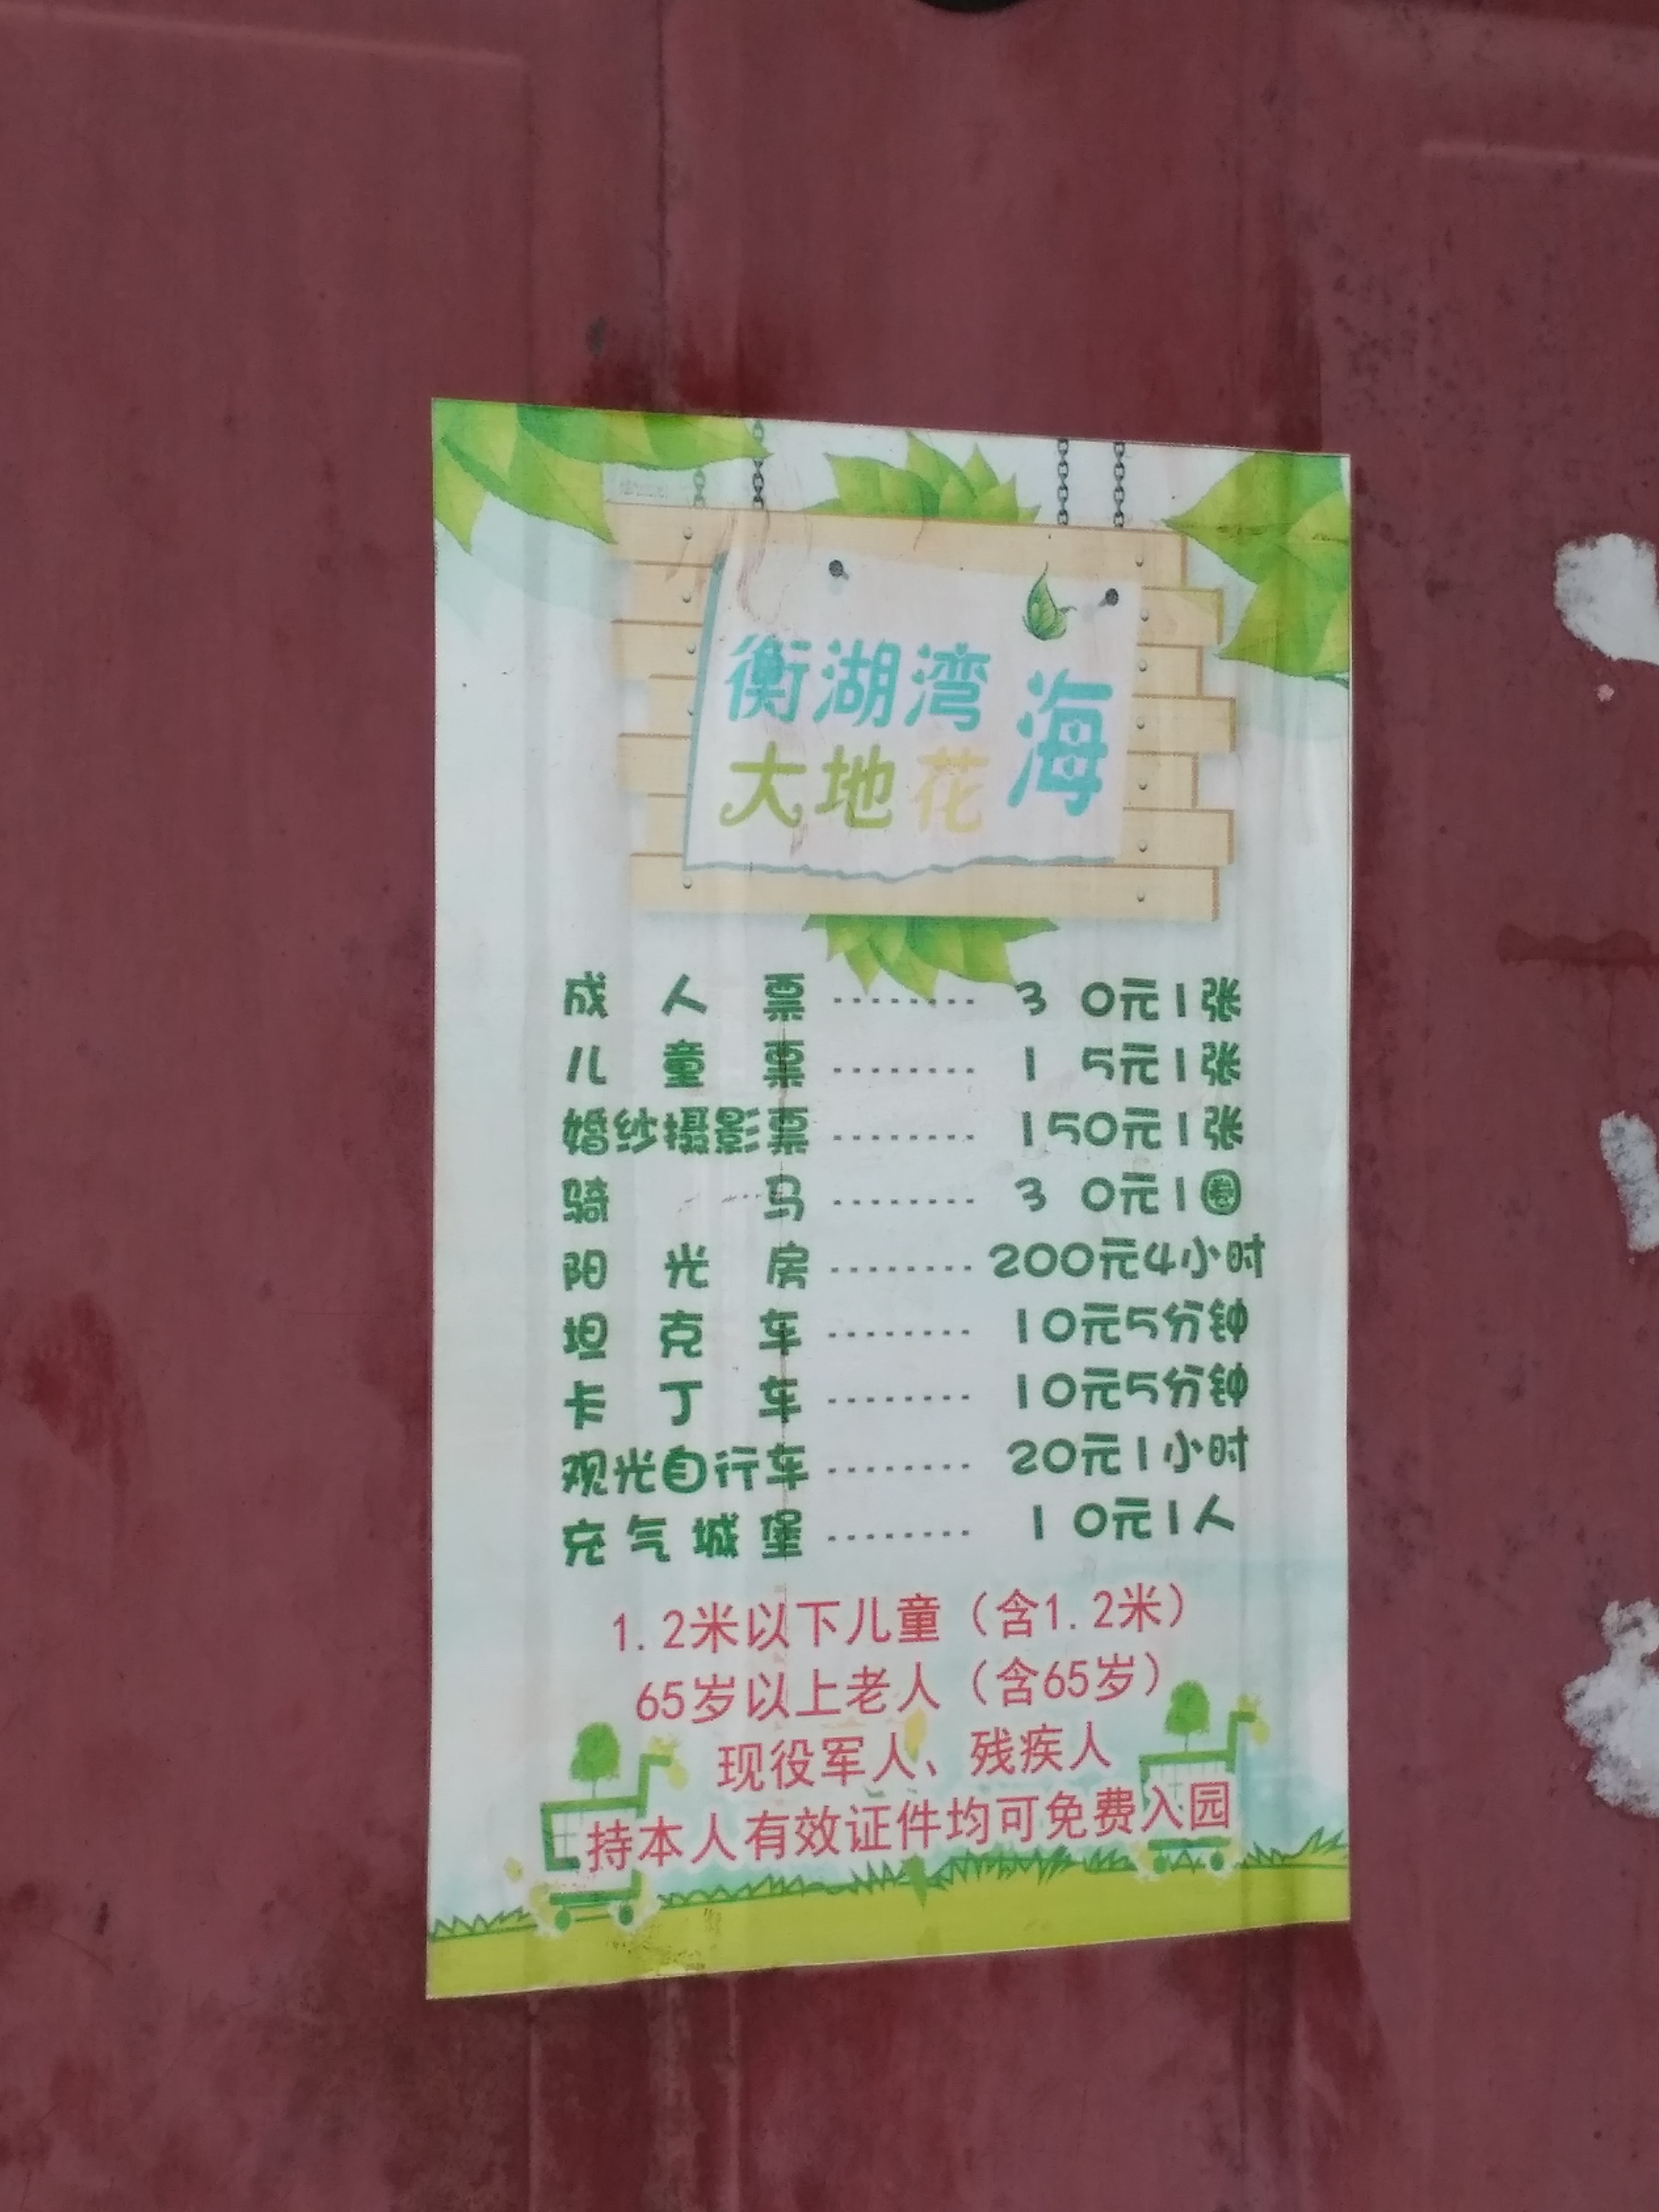 衡湖湾
大地花海
成人票 ········ 30元1张
儿童票 ········ 15元1张
婚纱摄影票 ········ 150元1张
骑马 ········ 30元1圈
阳光房 ········ 200元4小时
坦克车 ········ 10元5分钟
卡丁车 ········ 10元5分钟
观光自行车 ········ 20元1小时
充气城堡 ········ 10元1人
1.2米以下儿童（含1.2米）
65岁以上老人（含65岁）
现役军人、残疾人
持本人有效证件均可免费入园